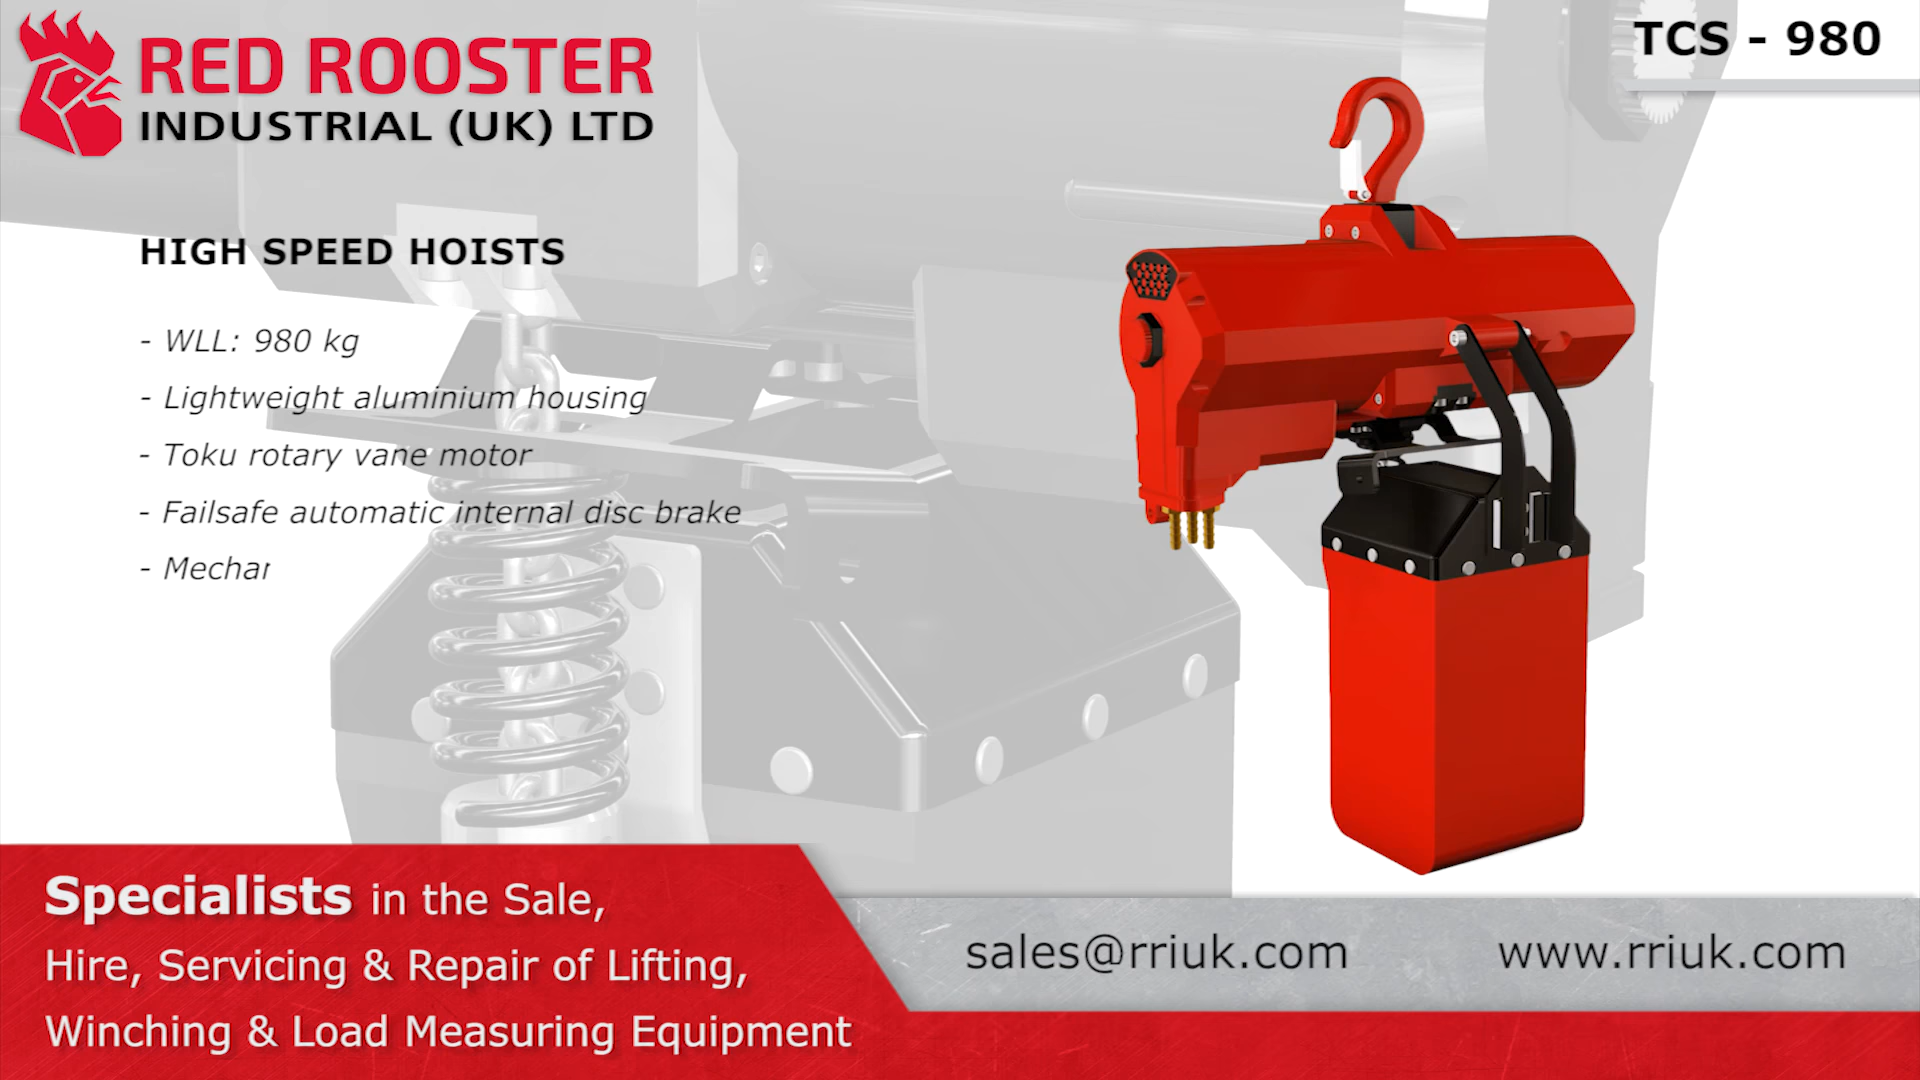 RED ROOSTER
INDUSTRIAL (UK) LTD
TCS - 980
HIGH SPEED HOISTS
- WLL: 980 kg
- Lightweight aluminium housing
- Toku rotary vane motor
- Failsafe automatic internal disc brake
- Mechan
Specialists in the Sale,
Hire, Servicing & Repair of Lifting,
Winching & Load Measuring Equipment
sales@rriuk.com
www.rriuk.com